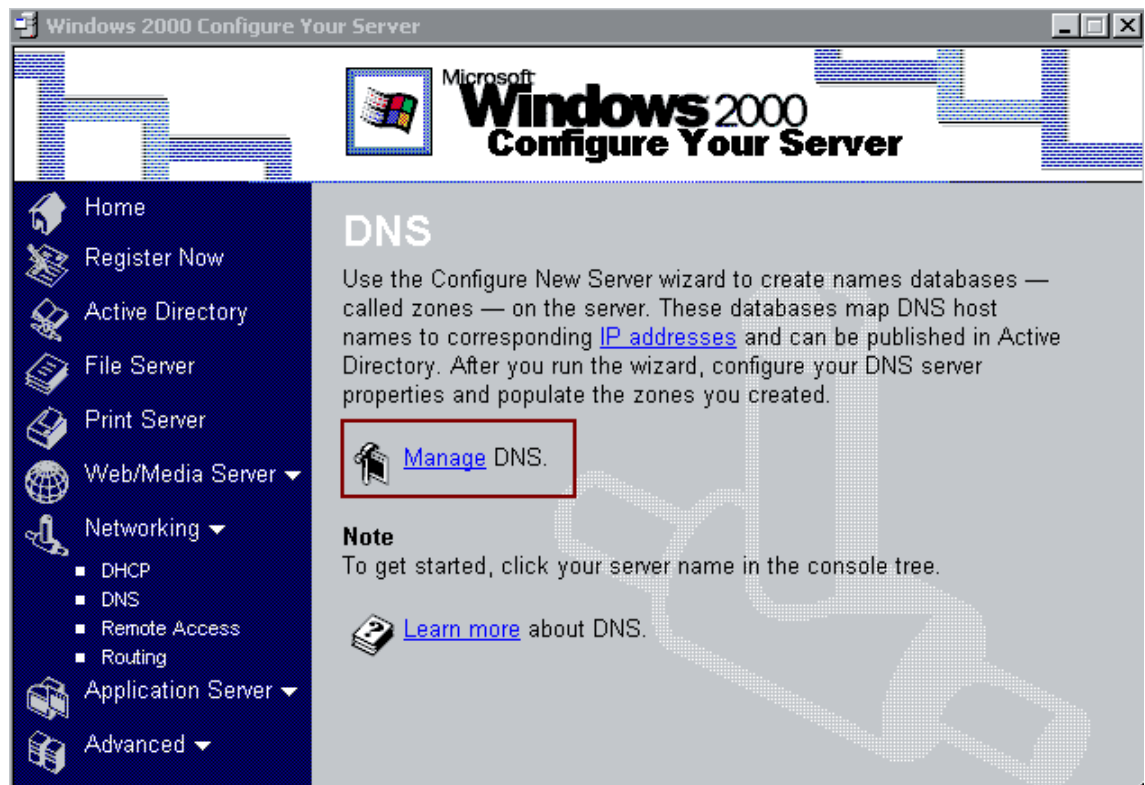 Windows 2000 Configure Your Server
Microsoft
Windows 2000
Configure Your Server
Home
Register Now
Active Directory
File Server
Print Server
Web/Media Server
Networking
DHCP
DNS
Remote Access
Routing
Application Server
Advanced
DNS
Use the Configure New Server wizard to create names databases —
called zones — on the server. These databases map DNS host
names to corresponding IP addresses and can be published in Active
Directory. After you run the wizard, configure your DNS server
properties and populate the zones you created.
Manage DNS.
Note
To get started, click your server name in the console tree.
Learn more about DNS.